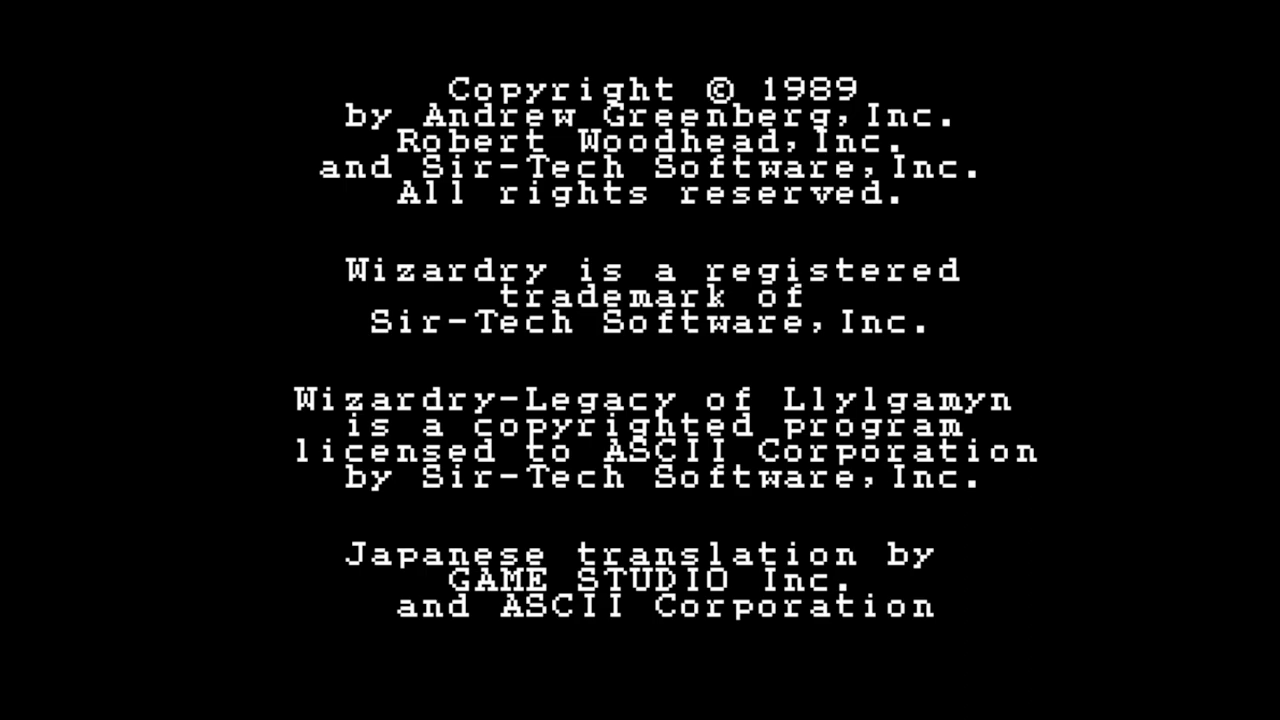 Copyright © 1989
by Andrew Greenberg,Inc.
Robert Woodhead,Inc.
and Sir-Tech Software,Inc.
All rights reserved.
Wizardry is a registered
trademark of
Sir-Tech Software,Inc.
Wizardry-Legacy of Llylgamyn
is a copyrighted program
licensed to ASCII Corporation
by Sir-Tech Software,Inc.
Japanese translation by
GAME STUDIO Inc.
and ASCII Corporation